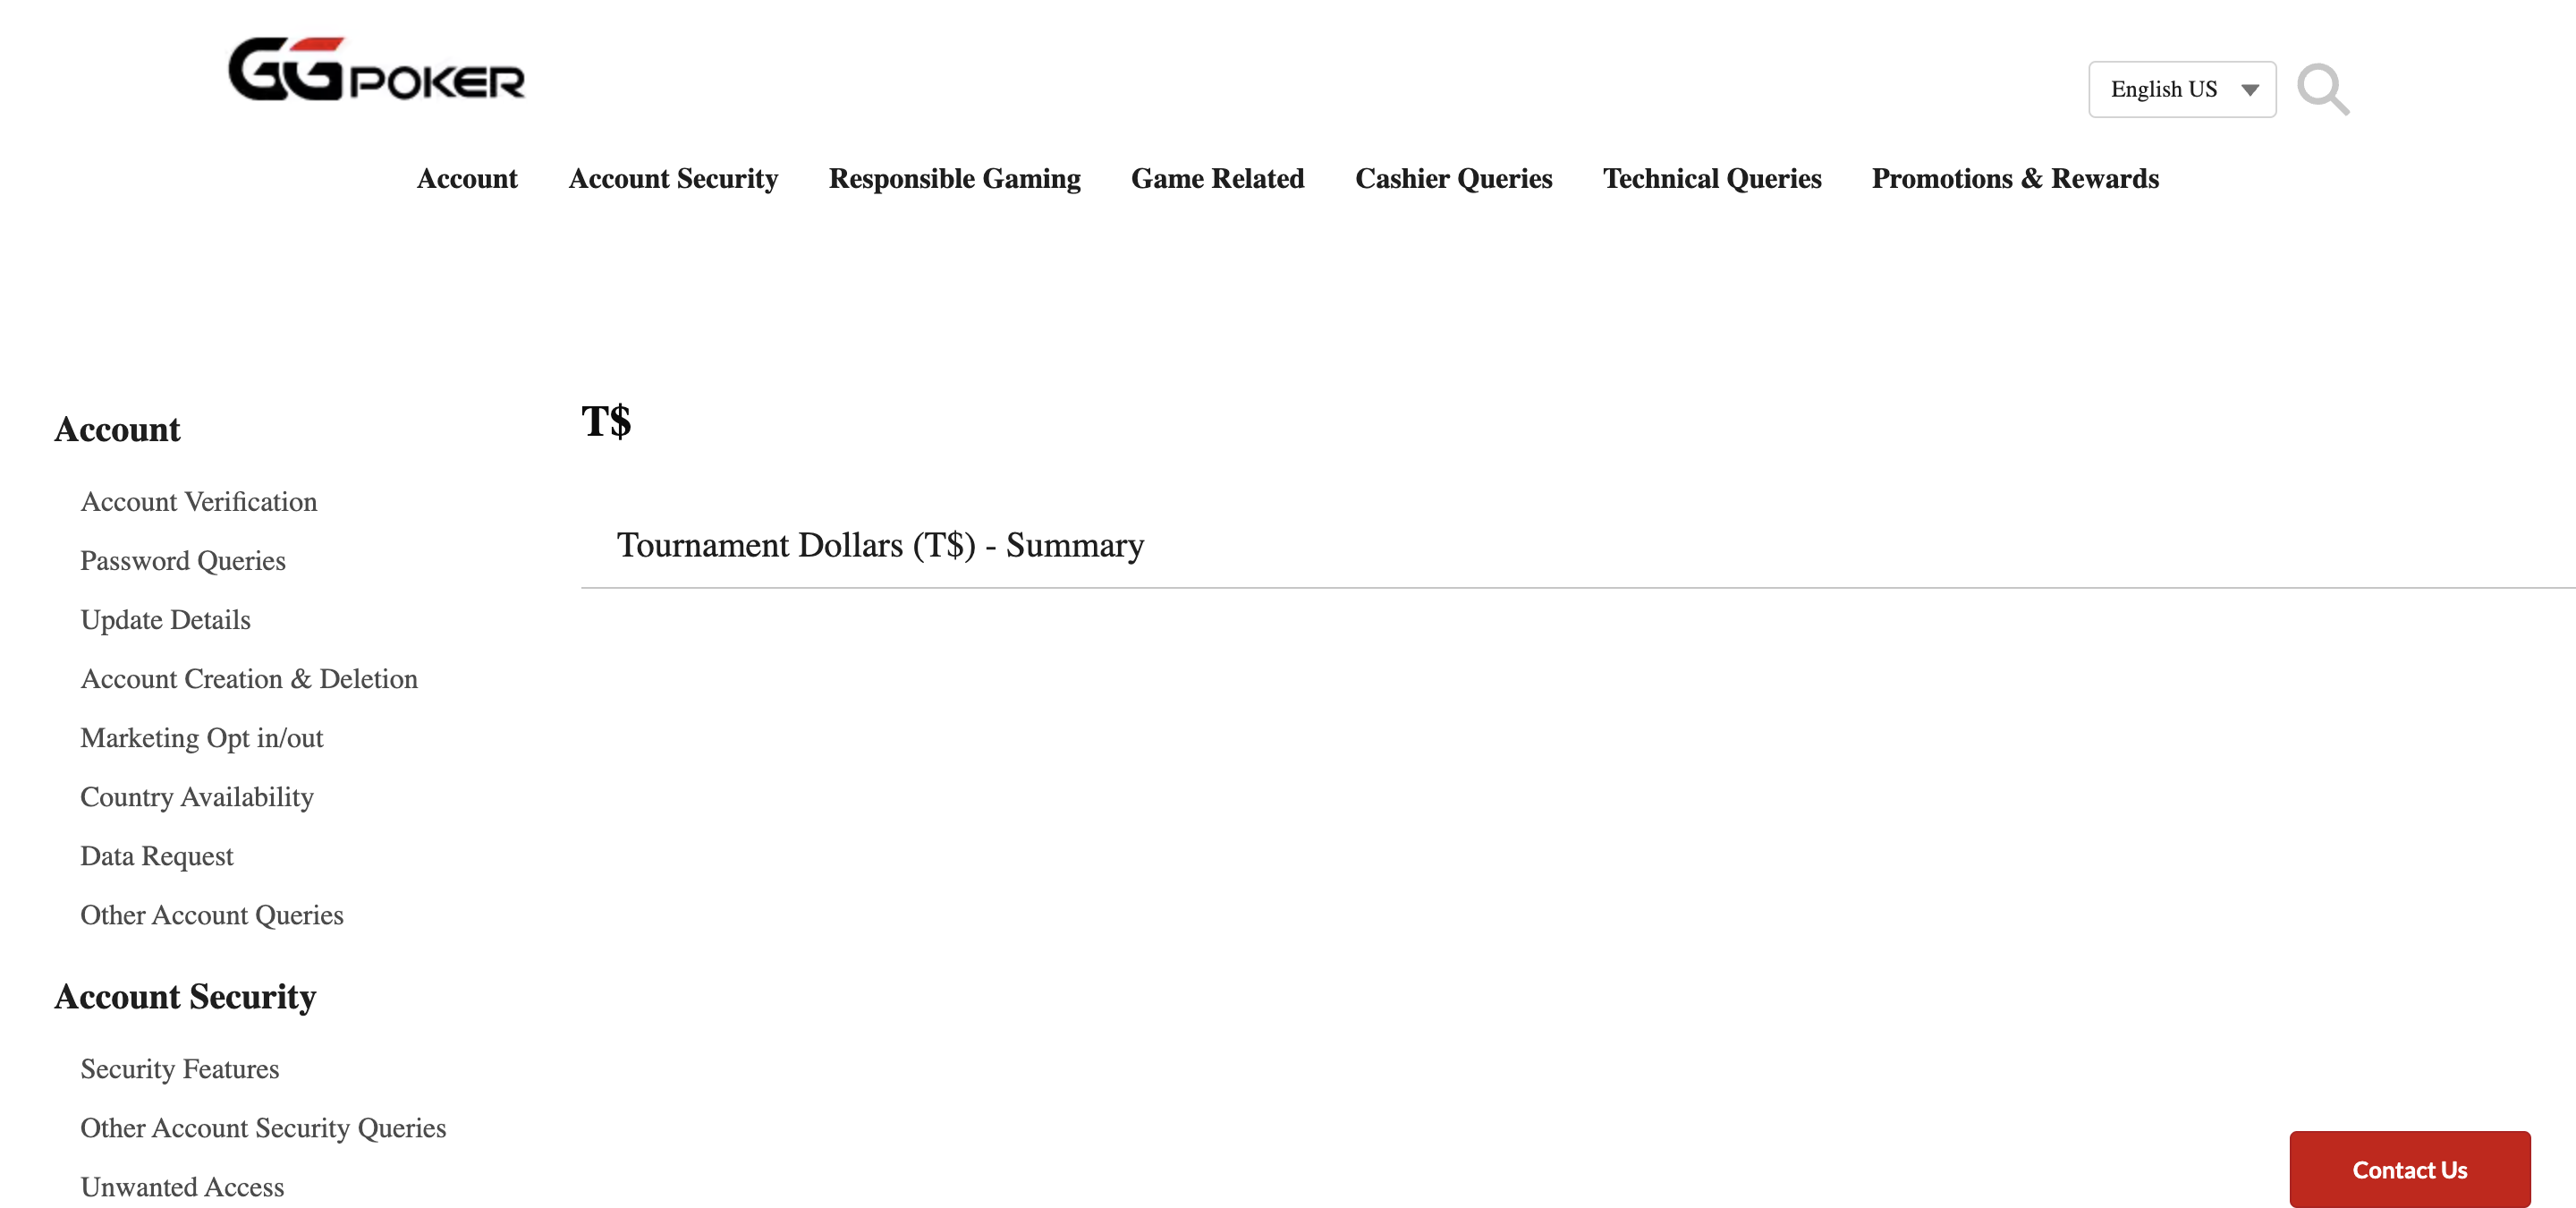 GGPOKER
English US
Account Account Security Responsible Gaming Game Related Cashier Queries Technical Queries Promotions & Rewards
Account
Account Verification
Password Queries
Update Details
Account Creation & Deletion
Marketing Opt in/out
Country Availability
Data Request
Other Account Queries
Account Security
Security Features
Other Account Security Queries
Unwanted Access
T$
Tournament Dollars (T$) - Summary
Contact Us